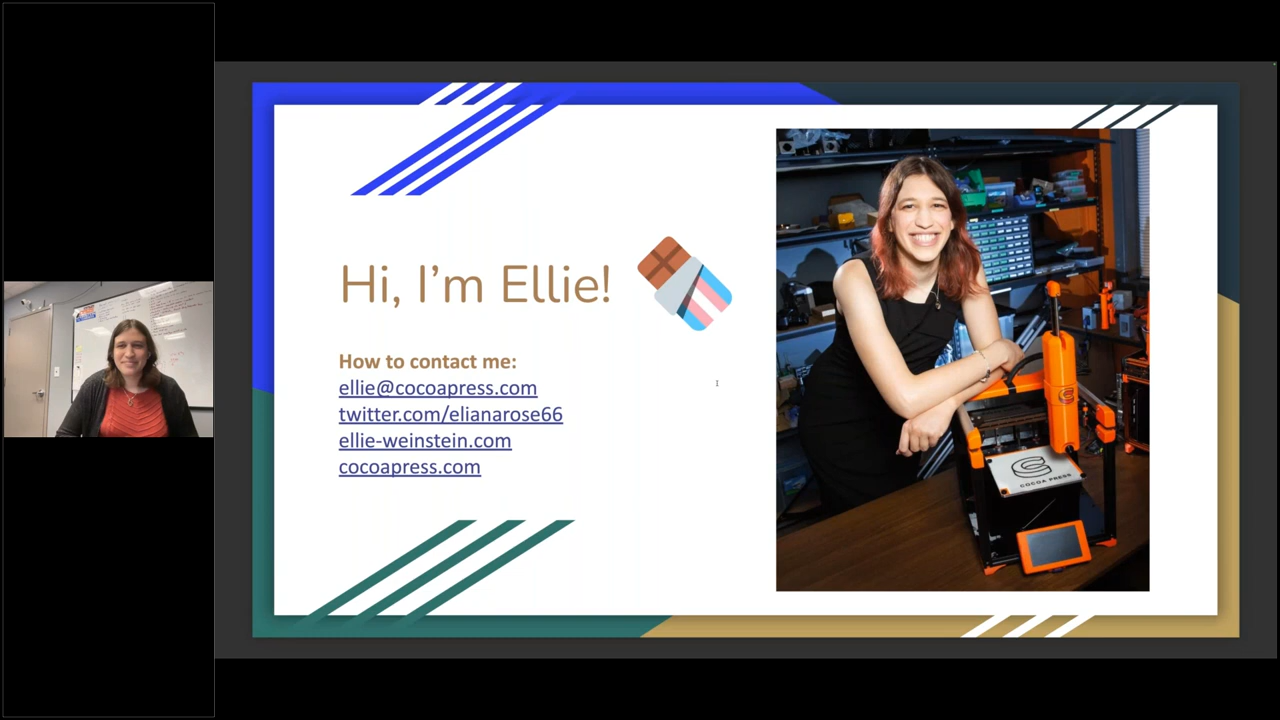 Hi, I'm Ellie!
How to contact me:
ellie@cocoapress.com
twitter.com/elianarose66
ellie-weinstein.com
cocoapress.com
COCOA PRESS